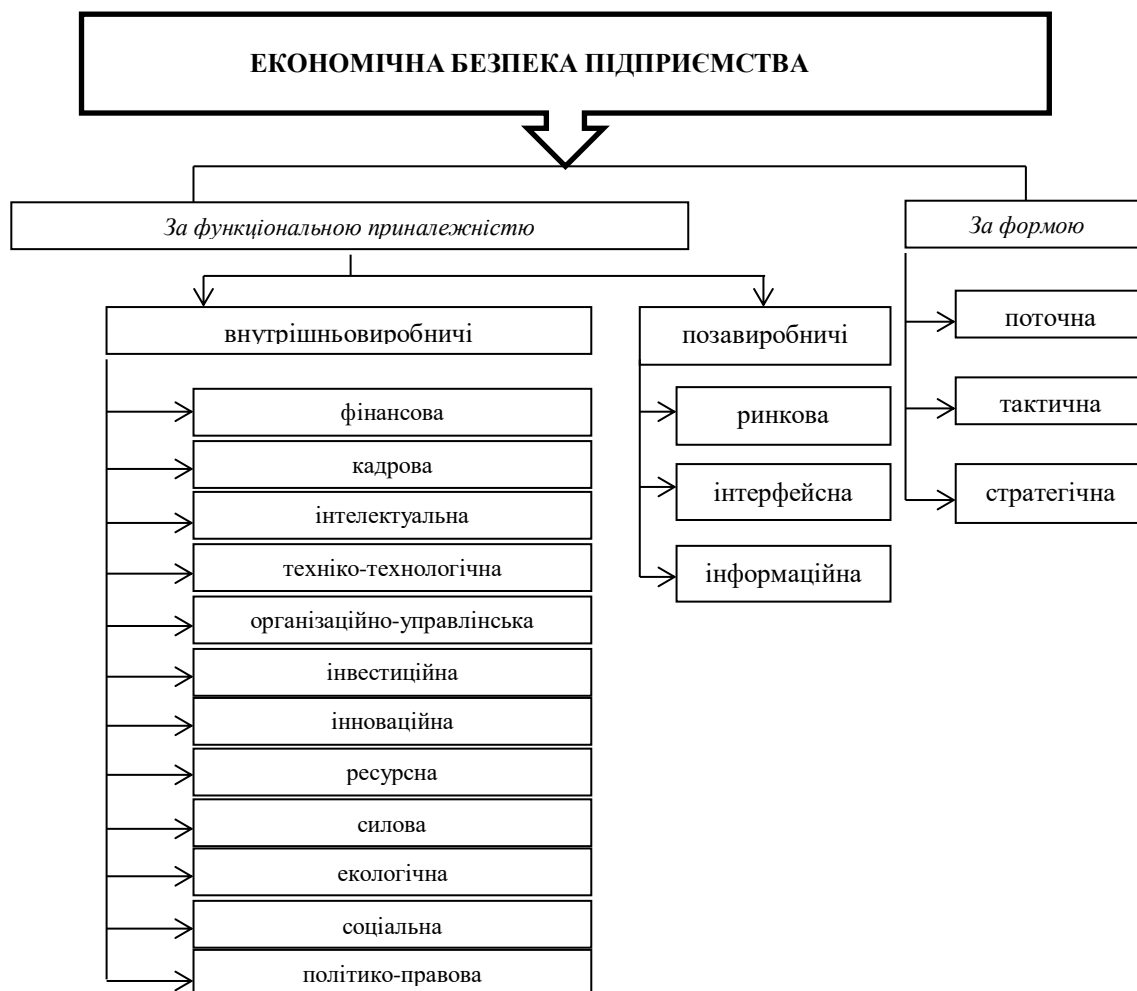 ЕКОНОМІЧНА БЕЗПЕКА ПІДПРИЄМСТВА
За функціональною приналежністю
За формою
внутрішньовиробничі
позавиробничі
поточна
тактична
стратегічна
фінансова
кадрова
інтелектуальна
техніко-технологічна
організаційно-управлінська
інвестиційна
інноваційна
ресурсна
силова
екологічна
соціальна
політико-правова
ринкова
інтерфейсна
інформаційна